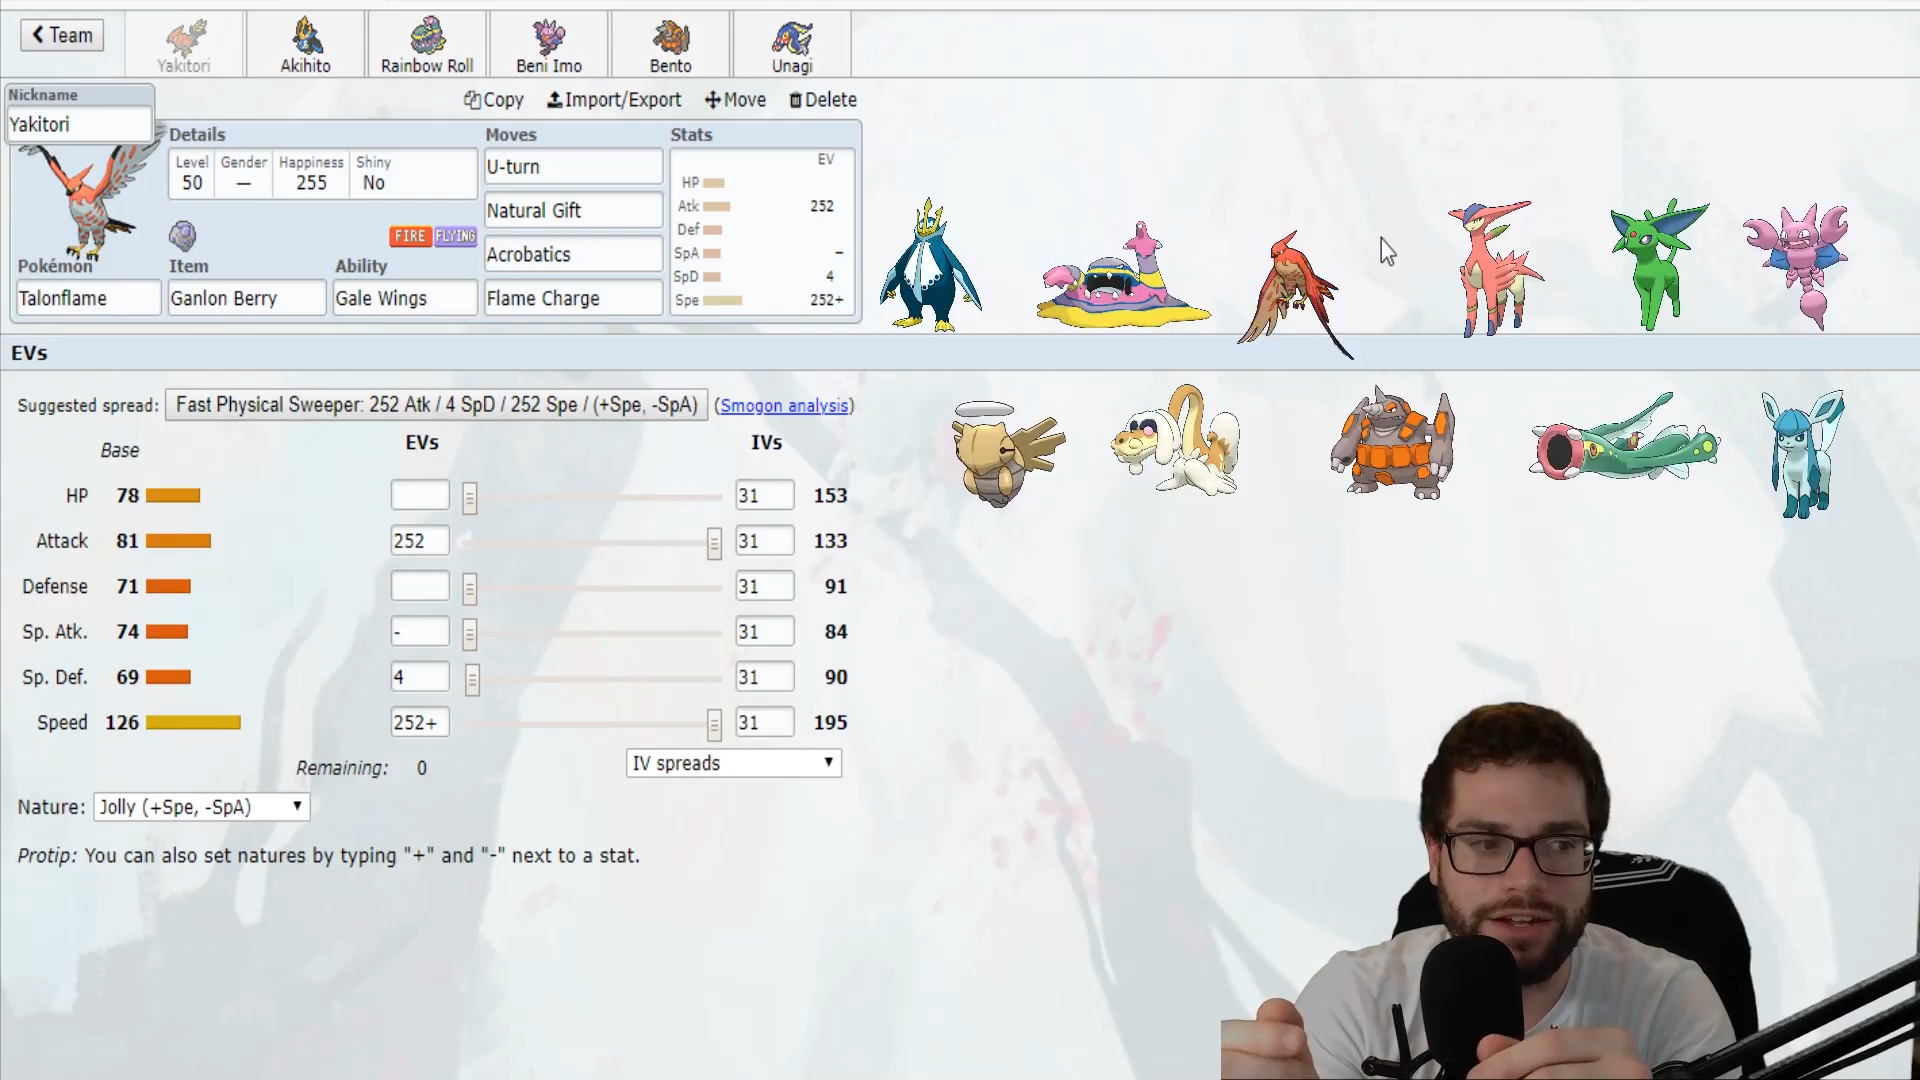 Team
Yakitori
Akihito
Rainbow Roll
Beni Imo
Bento
Unagi
Nickname
Yakitori
Copy
Import/Export
Move
Delete
Details
Level
50
Gender
—
Happiness
255
Shiny
No
FIRE FLYING
Pokémon
Talonflame
Item
Ganlon Berry
Ability
Gale Wings
Moves
U-turn
Natural Gift
Acrobatics
Flame Charge
Stats
EV
HP
Atk 252
Def
SpA –
SpD 4
Spe 252+
EVs
Suggested spread: Fast Physical Sweeper: 252 Atk / 4 SpD / 252 Spe / (+Spe, -SpA) (Smogon analysis)
Base EVs IVs
HP 78 31 153
Attack 81 252 31 133
Defense 71 31 91
Sp. Atk. 74 - 31 84
Sp. Def. 69 4 31 90
Speed 126 252+ 31 195
Remaining: 0
IV spreads
Nature: Jolly (+Spe, -SpA)
Protip: You can also set natures by typing "+" and "-" next to a stat.